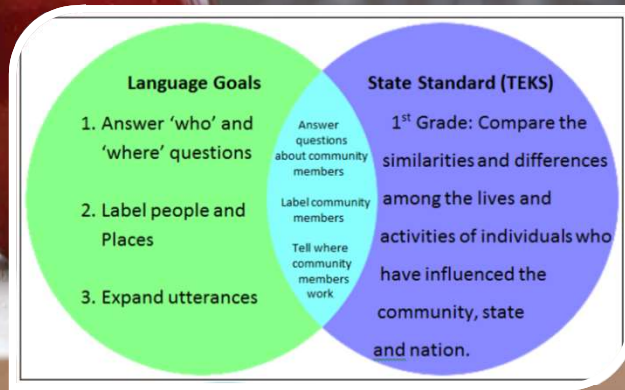 Language Goals
1. Answer 'who' and
'where' questions
2. Label people and
Places
3. Expand utterances
Answer
questions
about community
members
Label community
members
Tell where
community
members
work
State Standard (TEKS)
1st Grade: Compare the
similarities and differences
among the lives and
activities of individuals who
have influenced the
community, state
and nation.